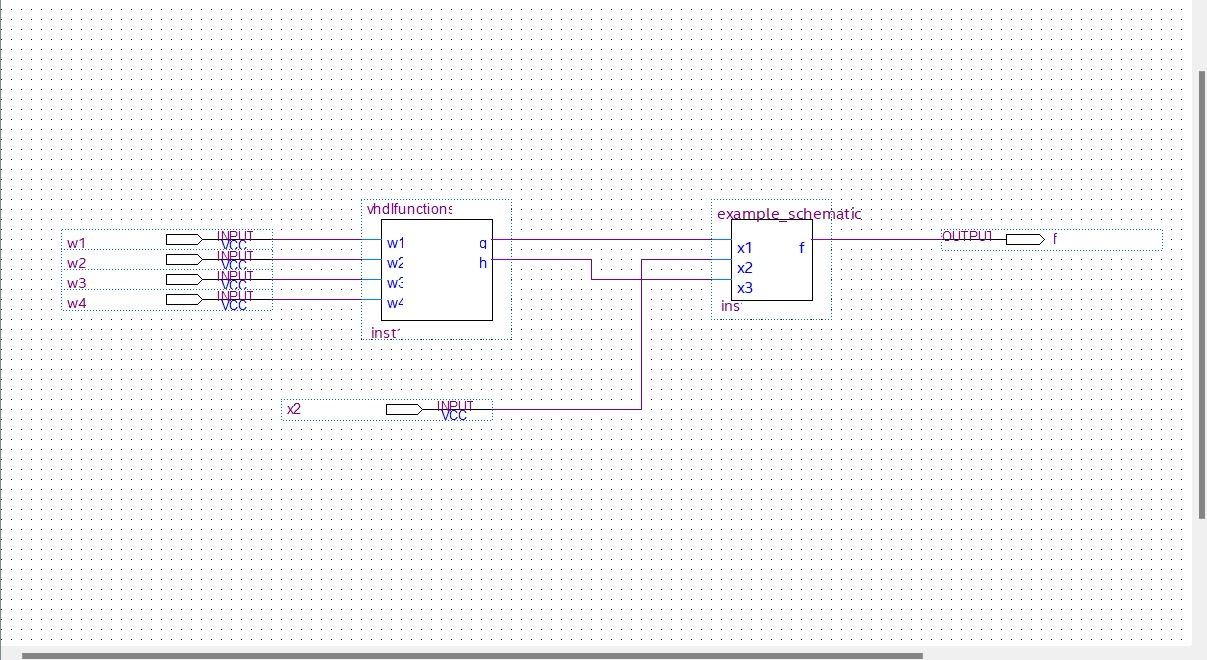 vhdlfunctions
example_schematic
w1 INPUT VCC
w2 INPUT VCC
w3 INPUT VCC
w4 INPUT VCC
w1 g
w2 h
w3
w4
inst1
x1 f
x2
x3
ins
OUTPUT f
x2 INPUT VCC